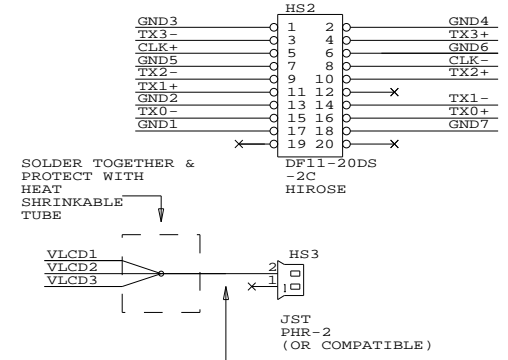 HS2
GND3 1 2 GND4
TX3- 3 4 TX3+
CLK+ 5 6 GND6
GND5 7 8 CLK-
TX2- 9 10 TX2+
TX1+ 11 12
GND2 13 14 TX1-
TX0- 15 16 TX0+
GND1 17 18 GND7
19 20
DF11-20DS
-2C
HIROSE
SOLDER TOGETHER &
PROTECT WITH
HEAT
SHRINKABLE
TUBE
VLCD1
VLCD2
VLCD3
HS3
2
1 1
JST
PHR-2
(OR COMPATIBLE)